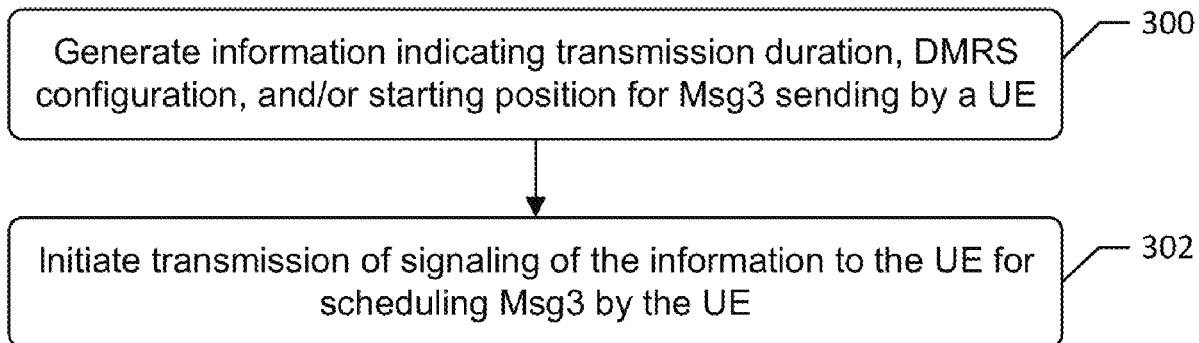 300
Generate information indicating transmission duration, DMRS
configuration, and/or starting position for Msg3 sending by a UE
302
Initiate transmission of signaling of the information to the UE for
scheduling Msg3 by the UE